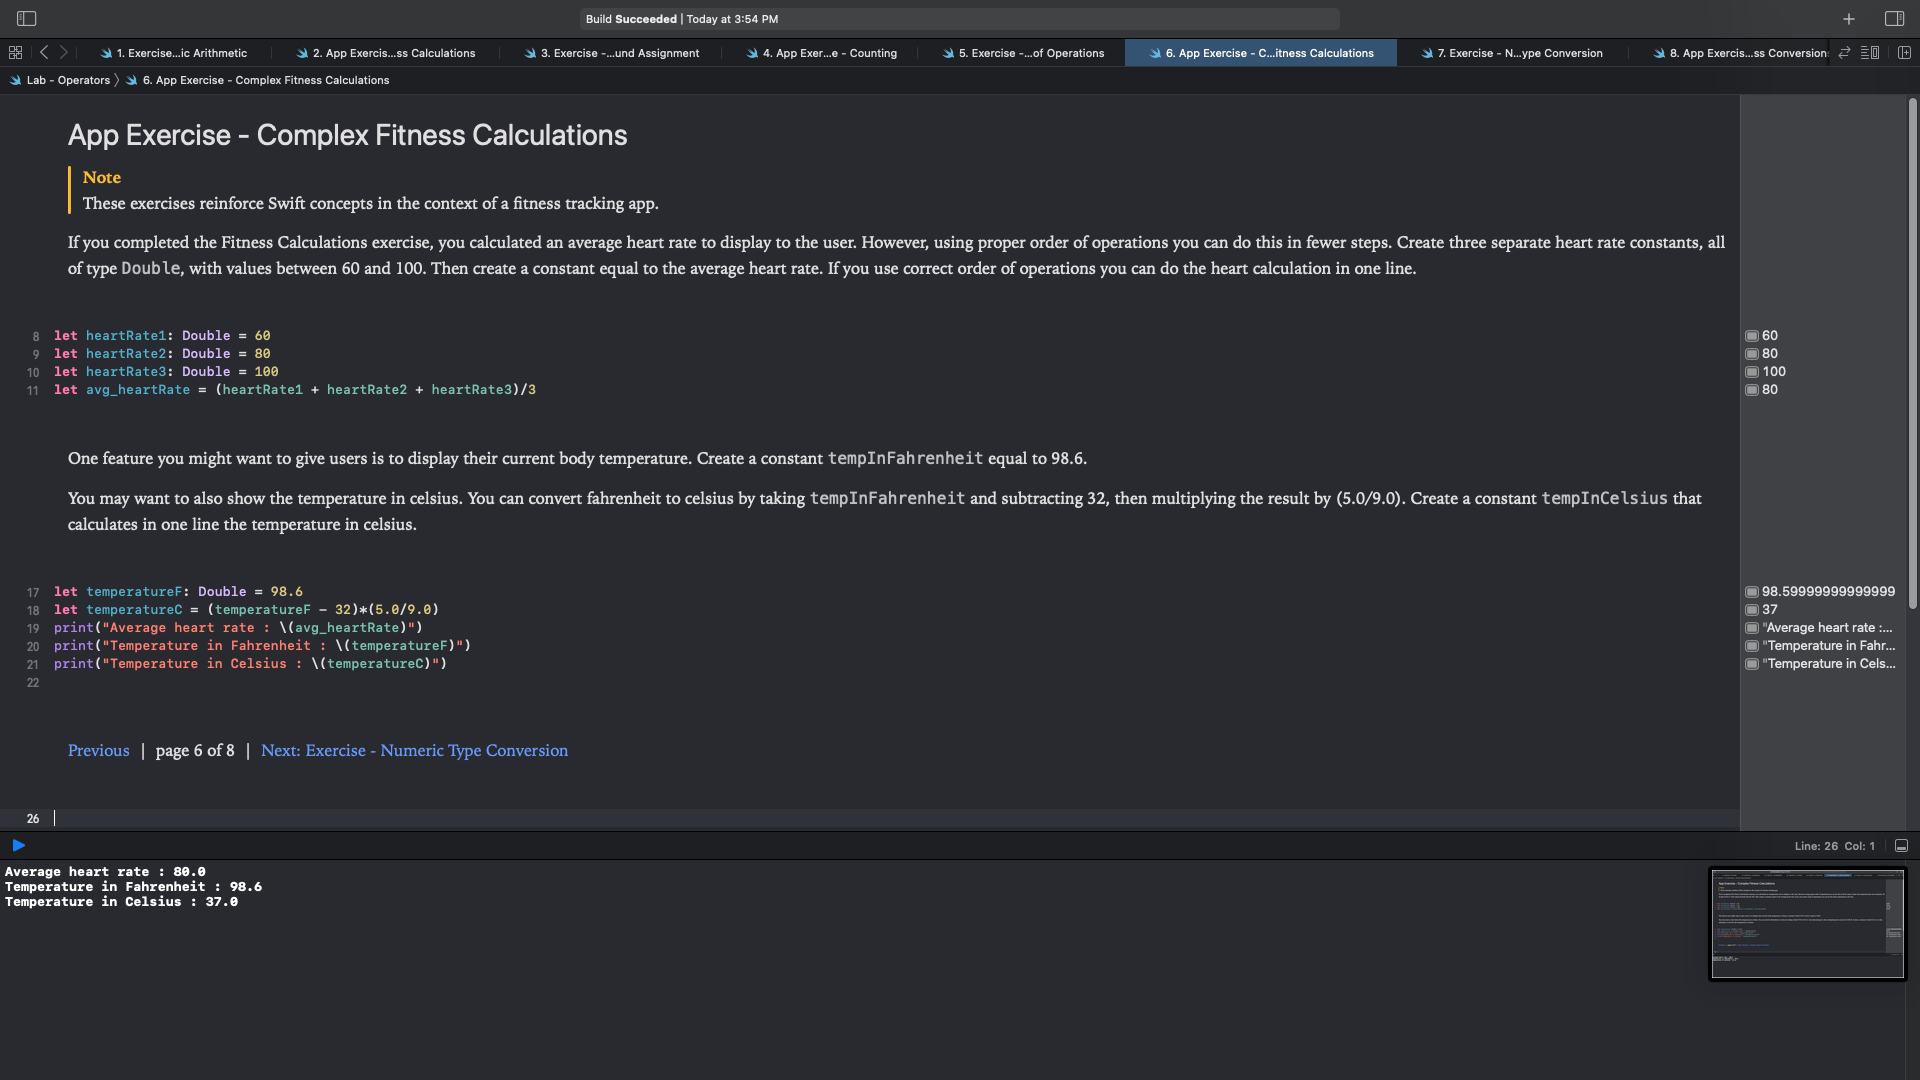 Build Succeeded | Today at 3:54 PM
1. Exercise...ic Arithmetic
2. App Exercis...ss Calculations
3. Exercise -...und Assignment
4. App Exer...e - Counting
5. Exercise -...of Operations
6. App Exercise - C...itness Calculations
7. Exercise - N...ype Conversion
8. App Exercis...ss Conversion
Lab - Operators
6. App Exercise - Complex Fitness Calculations
App Exercise - Complex Fitness Calculations
Note
These exercises reinforce Swift concepts in the context of a fitness tracking app.
If you completed the Fitness Calculations exercise, you calculated an average heart rate to display to the user. However, using proper order of operations you can do this in fewer steps. Create three separate heart rate constants, all
of type Double, with values between 60 and 100. Then create a constant equal to the average heart rate. If you use correct order of operations you can do the heart calculation in one line.
8 let heartRate1: Double = 60
60
9 let heartRate2: Double = 80
80
10 let heartRate3: Double = 100
100
11 let avg_heartRate = (heartRate1 + heartRate2 + heartRate3)/3
80
One feature you might want to give users is to display their current body temperature. Create a constant tempInFahrenheit equal to 98.6.
You may want to also show the temperature in celsius. You can convert fahrenheit to celsius by taking tempInFahrenheit and subtracting 32, then multiplying the result by (5.0/9.0). Create a constant tempInCelsius that
calculates in one line the temperature in celsius.
17 let temperatureF: Double = 98.6
98.59999999999999
18 let temperatureC = (temperatureF - 32)*(5.0/9.0)
37
19 print("Average heart rate : \(avg_heartRate)")
"Average heart rate :...
20 print("Temperature in Fahrenheit : \(temperatureF)")
"Temperature in Fahr...
21 print("Temperature in Celsius : \(temperatureC)")
"Temperature in Cels...
22
Previous | page 6 of 8 | Next: Exercise - Numeric Type Conversion
26
Line: 26 Col: 1
Average heart rate : 80.0
Temperature in Fahrenheit : 98.6
Temperature in Celsius : 37.0